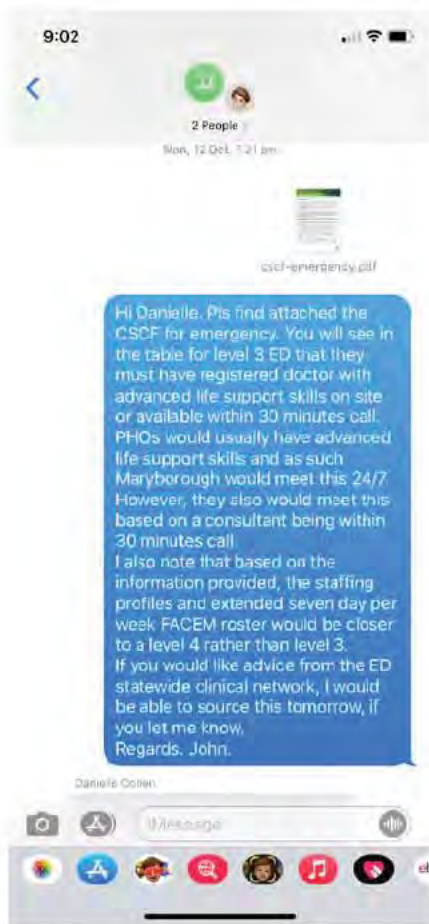 9:02
2 People
Mon, 12 Oct, 7:21 pm
cscf-emergency.pdf
Hi Danielle. Pls find attached the
CSCF for emergency. You will see in
the table for level 3 ED that they
must have registered doctor with
advanced life support skills on site
or available within 30 minutes call.
PHOs would usually have advanced
life support skills and as such
Maryborough would meet this 24/7.
However, they also would meet this
based on a consultant being within
30 minutes call
I also note that based on the
information provided, the staffing
profiles and extended seven day per
week FACEM roster would be closer
to a level 4 rather than level 3.
If you would like advice from the ED
statewide clinical network, I would
be able to source this tomorrow, if
you let me know.
Regards. John.
Danielle
iMessage